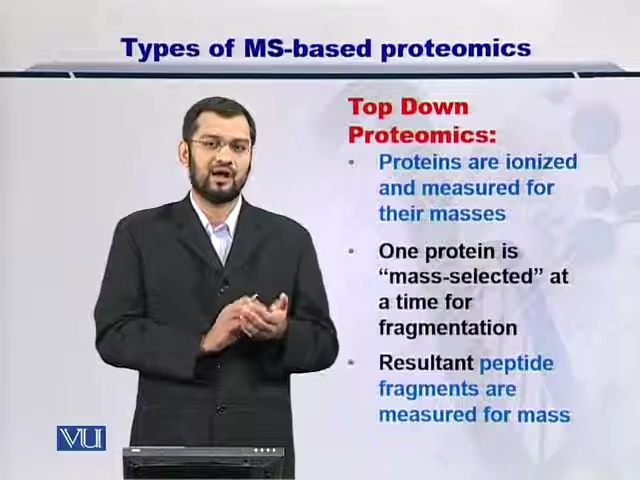 Types of MS-based proteomics
Top Down
Proteomics:
• Proteins are ionized
and measured for
their masses
• One protein is
“mass-selected” at
a time for
fragmentation
• Resultant peptide
fragments are
measured for mass
VU